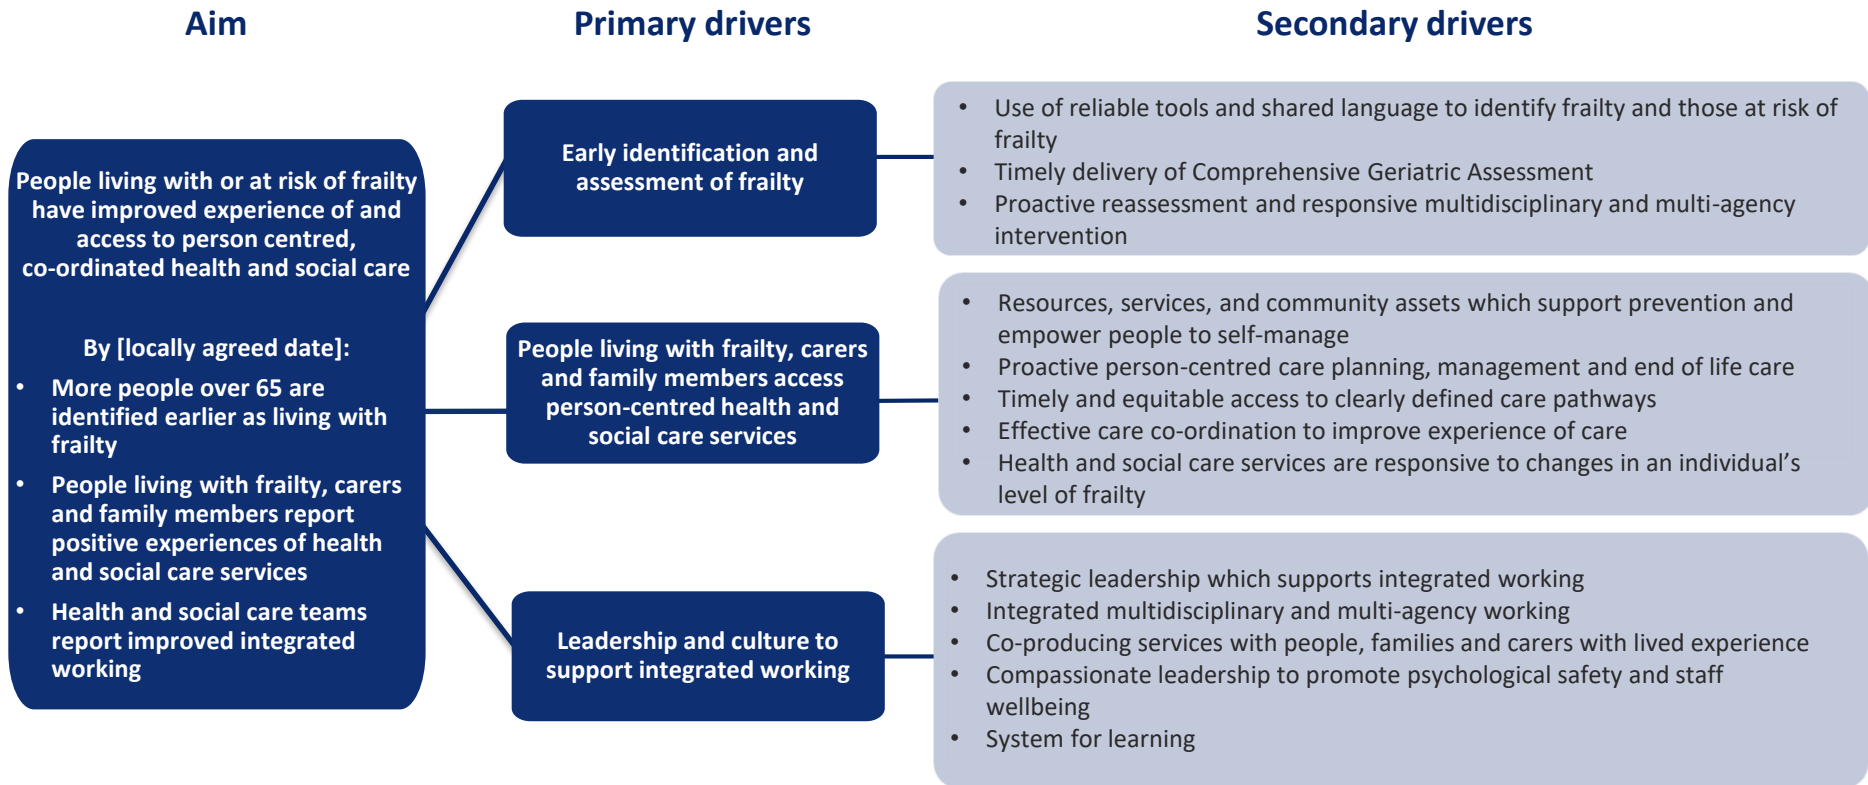 Aim
Primary drivers
Secondary drivers
People living with or at risk of frailty
have improved experience of and
access to person centred,
co-ordinated health and social care
By [locally agreed date]:
• More people over 65 are
identified earlier as living with
frailty
• People living with frailty, carers
and family members report
positive experiences of health
and social care services
• Health and social care teams
report improved integrated
working
Early identification and
assessment of frailty
• Use of reliable tools and shared language to identify frailty and those at risk of
frailty
• Timely delivery of Comprehensive Geriatric Assessment
• Proactive reassessment and responsive multidisciplinary and multi-agency
intervention
People living with frailty, carers
and family members access
person-centred health and
social care services
• Resources, services, and community assets which support prevention and
empower people to self-manage
• Proactive person-centred care planning, management and end of life care
• Timely and equitable access to clearly defined care pathways
• Effective care co-ordination to improve experience of care
• Health and social care services are responsive to changes in an individual’s
level of frailty
Leadership and culture to
support integrated working
• Strategic leadership which supports integrated working
• Integrated multidisciplinary and multi-agency working
• Co-producing services with people, families and carers with lived experience
• Compassionate leadership to promote psychological safety and staff
wellbeing
• System for learning